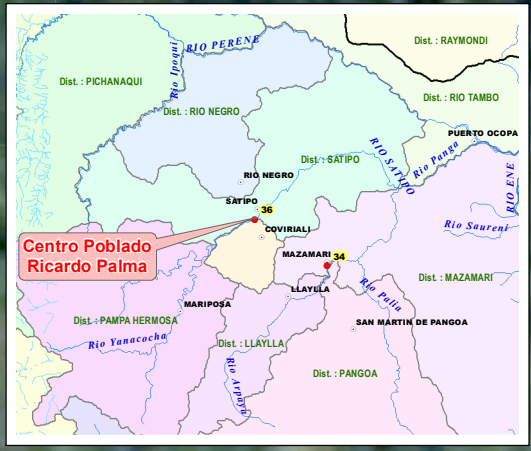 RIO PERENE
Dist. : RAYMONDI
Rio Ipoqui
Dist. : PICHANAQUI
Dist. : RIO TAMBO
Dist. : RIO NEGRO
PUERTO OCOPA
RIO SATIPO
Dist. : SATIPO
Rio Panga
RIO NEGRO
RIO ENE
SATIPO
36
Rio Saureni
COVIRIALI
Centro Poblado
Ricardo Palma
MAZAMARI
34
Dist. : MAZAMARI
Rio Palia
LLAYLLA
MARIPOSA
Dist. : PAMPA HERMOSA
SAN MARTIN DE PANGOA
Rio Yanacocha
Dist. : LLAYLLA
Rio Arpayo
Dist. : PANGOA